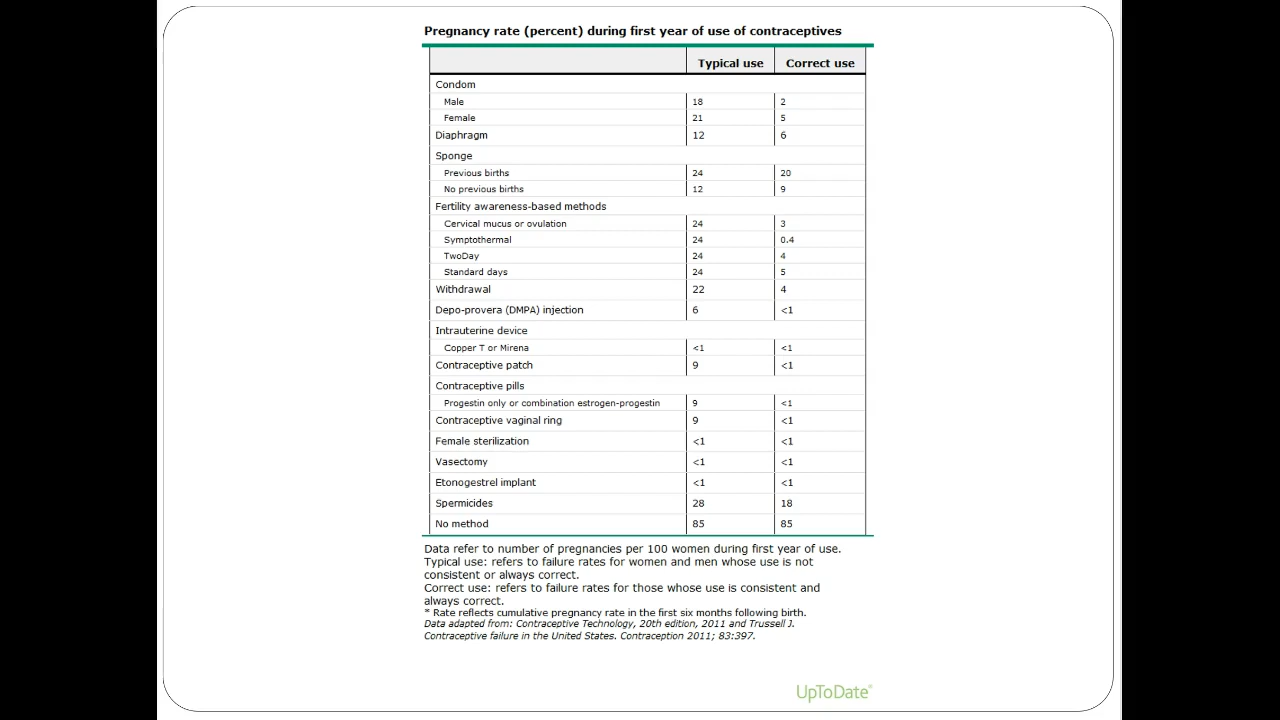 Pregnancy rate (percent) during first year of use of contraceptives
Typical use Correct use
Condom
Male 18 2
Female 21 5
Diaphragm 12 6
Sponge
Previous births 24 20
No previous births 12 9
Fertility awareness-based methods
Cervical mucus or ovulation 24 3
Symptothermal 24 0.4
TwoDay 24 4
Standard days 24 5
Withdrawal 22 4
Depo-provera (DMPA) injection 6 <1
Intrauterine device
Copper T or Mirena <1 <1
Contraceptive patch 9 <1
Contraceptive pills
Progestin only or combination estrogen-progestin 9 <1
Contraceptive vaginal ring 9 <1
Female sterilization <1 <1
Vasectomy <1 <1
Etonogestrel implant <1 <1
Spermicides 28 18
No method 85 85
Data refer to number of pregnancies per 100 women during first year of use.
Typical use: refers to failure rates for women and men whose use is not
consistent or always correct.
Correct use: refers to failure rates for those whose use is consistent and
always correct.
* Rate reflects cumulative pregnancy rate in the first six months following birth.
Data adapted from: Contraceptive Technology, 20th edition, 2011 and Trussell J.
Contraceptive failure in the United States. Contraception 2011; 83:397.
UpToDate®